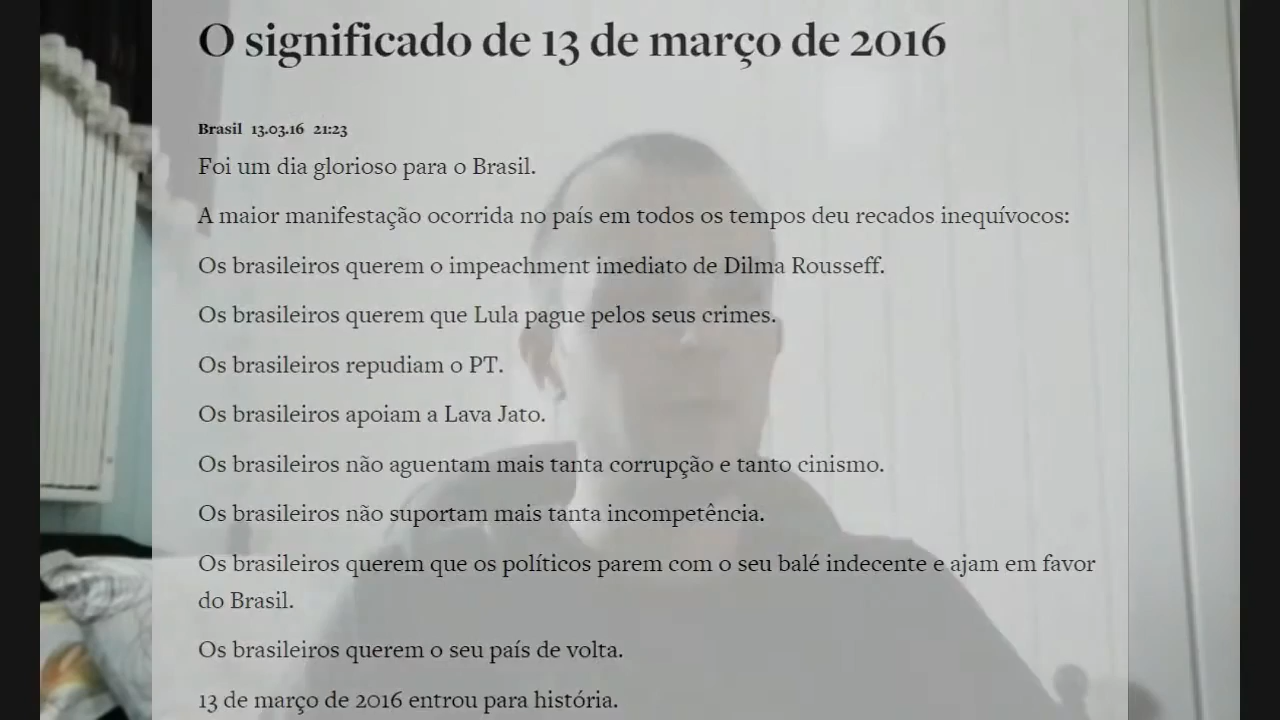 O significado de 13 de março de 2016
Brasil 13.03.16 21:23
Foi um dia glorioso para o Brasil.
A maior manifestação ocorrida no país em todos os tempos deu recados inequívocos:
Os brasileiros querem o impeachment imediato de Dilma Rousseff.
Os brasileiros querem que Lula pague pelos seus crimes.
Os brasileiros repudiam o PT.
Os brasileiros apoiam a Lava Jato.
Os brasileiros não aguentam mais tanta corrupção e tanto cinismo.
Os brasileiros não suportam mais tanta incompetência.
Os brasileiros querem que os políticos parem com o seu balé indecente e ajam em favor
do Brasil.
Os brasileiros querem o seu país de volta.
13 de março de 2016 entrou para história.